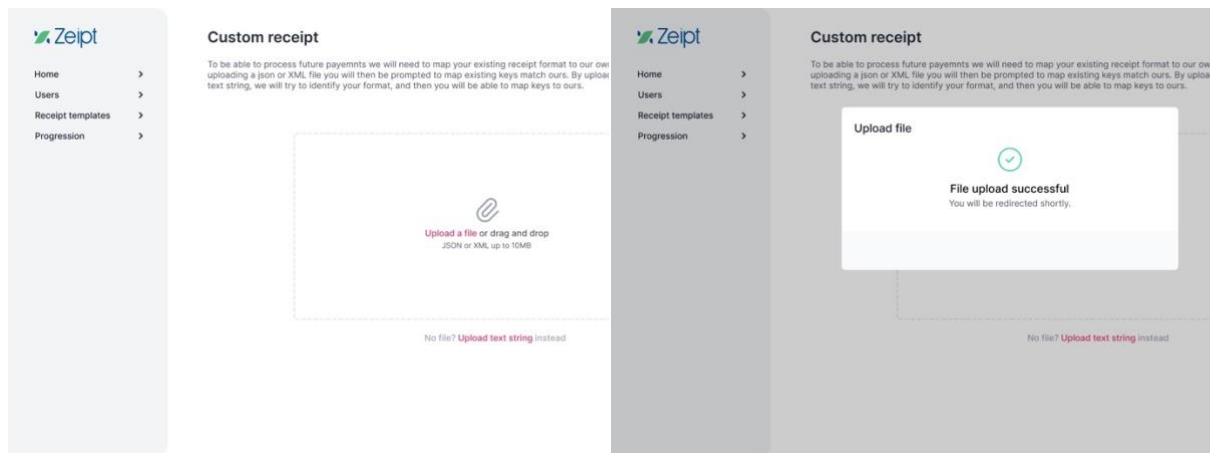 Zeipt
Home
Users
Receipt templates
Progression
Custom receipt
To be able to process future payemnts we will need to map your existing receipt format to our
uploading a json or XML file you will then be prompted to map existing keys match ours. By
text string, we will try to identify your format, and then you will be able to map keys to ours.
Upload a file or drag and drop
JSON or XML up to 10MB
No file? Upload text string instead
Zeipt
Home
Users
Receipt templates
Progression
Custom receipt
To be able to process future payemnts we will need to map your existing receipt format to our
uploading a json or XML file you will then be prompted to map existing keys match ours. By
text string, we will try to identify your format, and then you will be able to map keys to ours.
Upload file
File upload successful
You will be redirected shortly.
No file? Upload text string instead